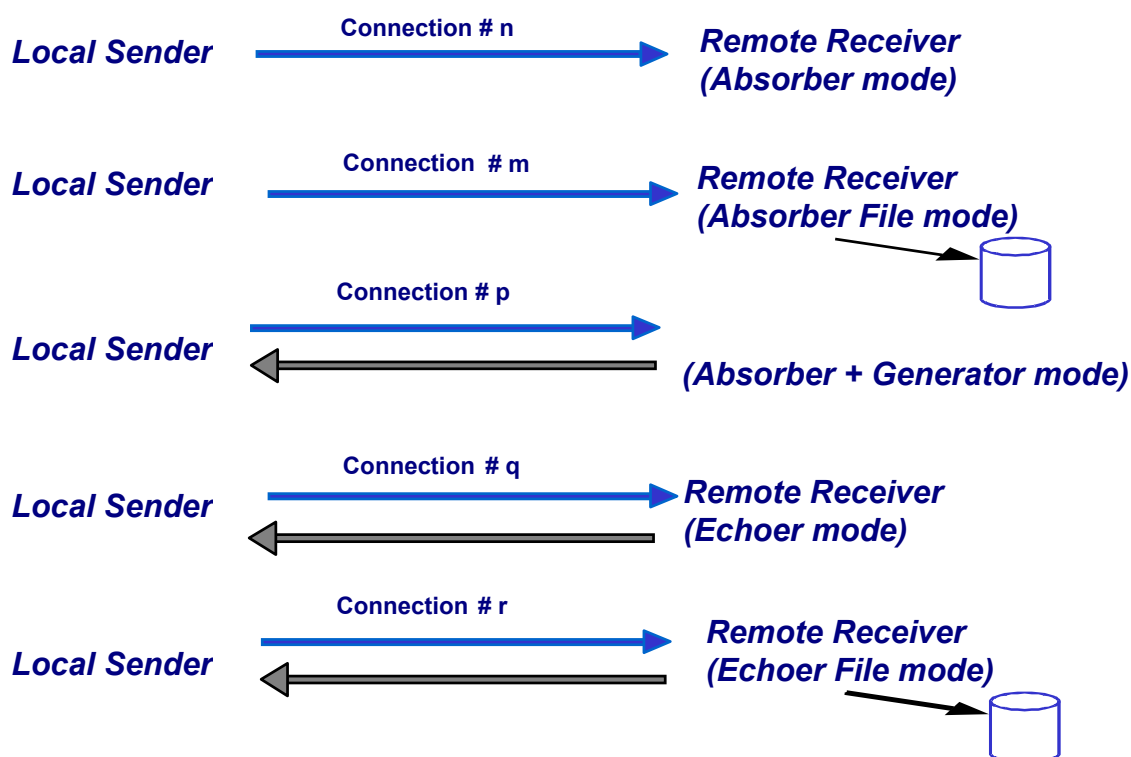 Connection # n
Local Sender
Remote Receiver
(Absorber mode)
Connection # m
Local Sender
Remote Receiver
(Absorber File mode)
Connection # p
Local Sender
(Absorber + Generator mode)
Connection # q
Local Sender
Remote Receiver
(Echoer mode)
Connection # r
Local Sender
Remote Receiver
(Echoer File mode)